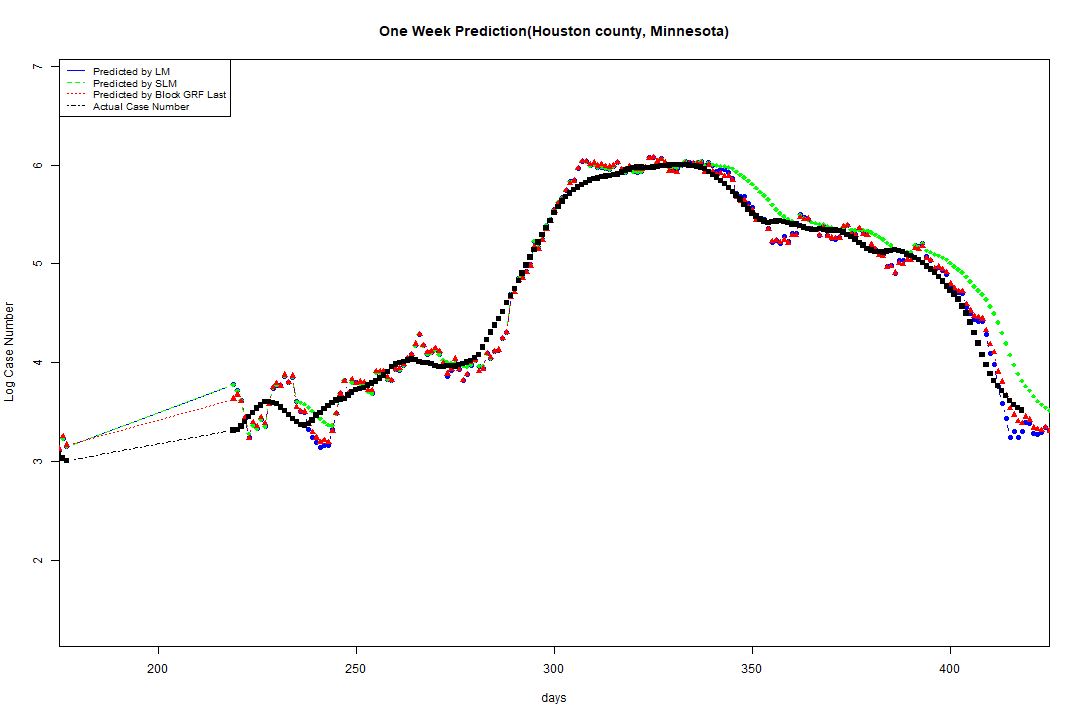 One Week Prediction(Houston county, Minnesota)
Predicted by LM
Predicted by SLM
Predicted by Block GRF Last
Actual Case Number
7
6
5
4
3
2
Log Case Number
200
250
300
350
400
days